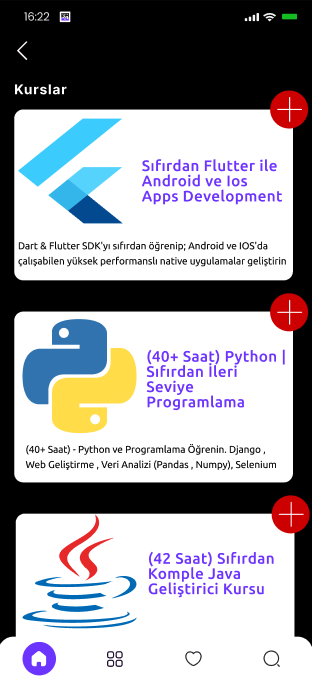 16:22
Kurslar
Sıfırdan Flutter ile
Android ve Ios
Apps Development
Dart & Flutter SDK'yı sıfırdan öğrenip; Android ve IOS'da
çalışabilen yüksek performanslı native uygulamalar geliştirin
(40+ Saat) Python |
Sıfırdan İleri
Seviye
Programlama
(40+ Saat) - Python ve Programlama Öğrenin. Django ,
Web Geliştirme , Veri Analizi (Pandas , Numpy), Selenium
(42 Saat) Sıfırdan
Komple Java
Geliştirici Kursu